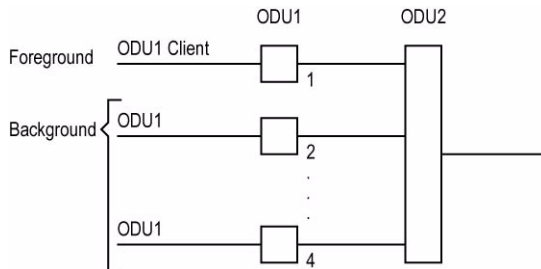 ODU1 ODU2
Foreground ODU1 Client
1
Background ODU1
2
.
.
.
ODU1
4